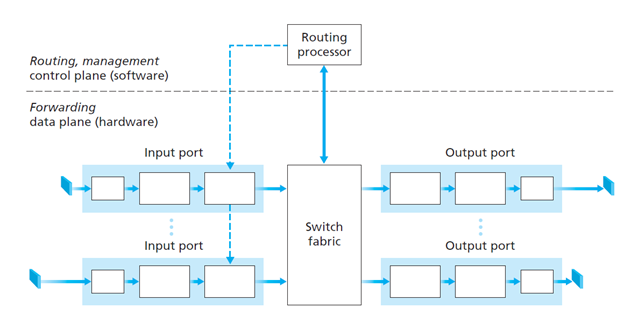 Routing
processor
Routing, management
control plane (software)
Forwarding
data plane (hardware)
Input port
Output port
Switch
fabric
Input port
Output port